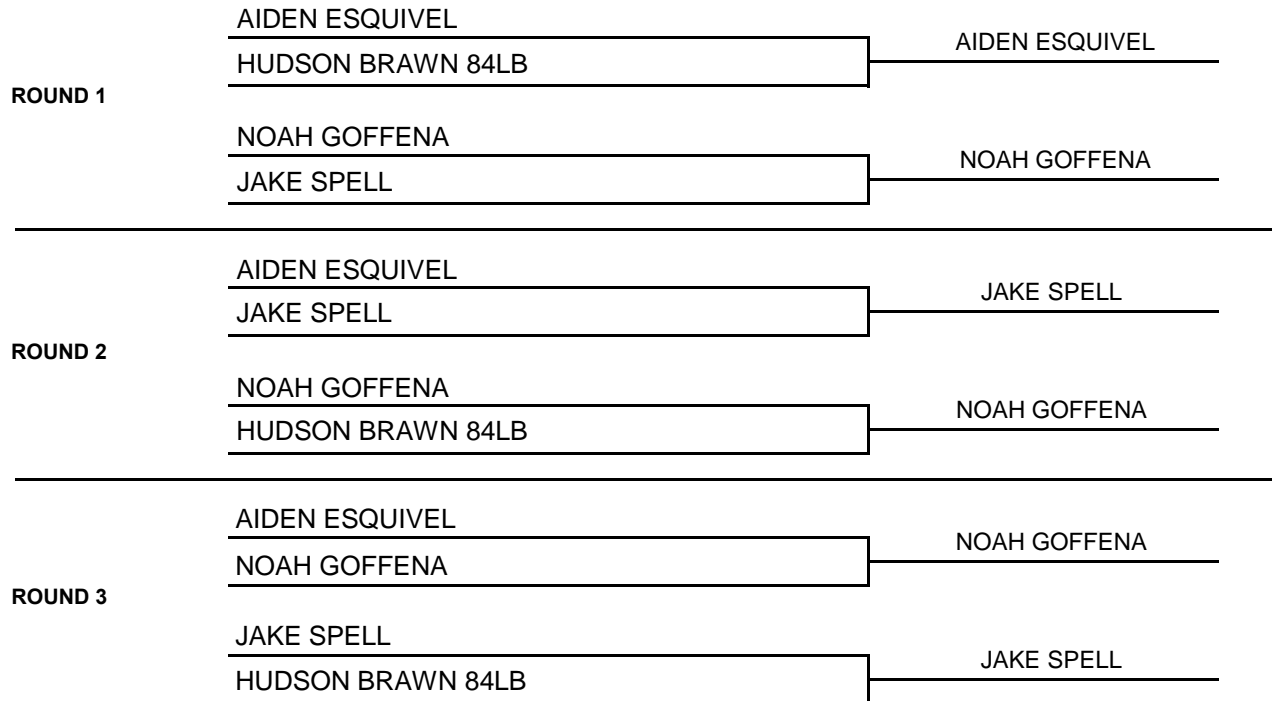 AIDEN ESQUIVEL
AIDEN ESQUIVEL
HUDSON BRAWN 84LB
ROUND 1
NOAH GOFFENA
NOAH GOFFENA
JAKE SPELL
AIDEN ESQUIVEL
JAKE SPELL
JAKE SPELL
ROUND 2
NOAH GOFFENA
NOAH GOFFENA
HUDSON BRAWN 84LB
AIDEN ESQUIVEL
NOAH GOFFENA
NOAH GOFFENA
ROUND 3
JAKE SPELL
JAKE SPELL
HUDSON BRAWN 84LB